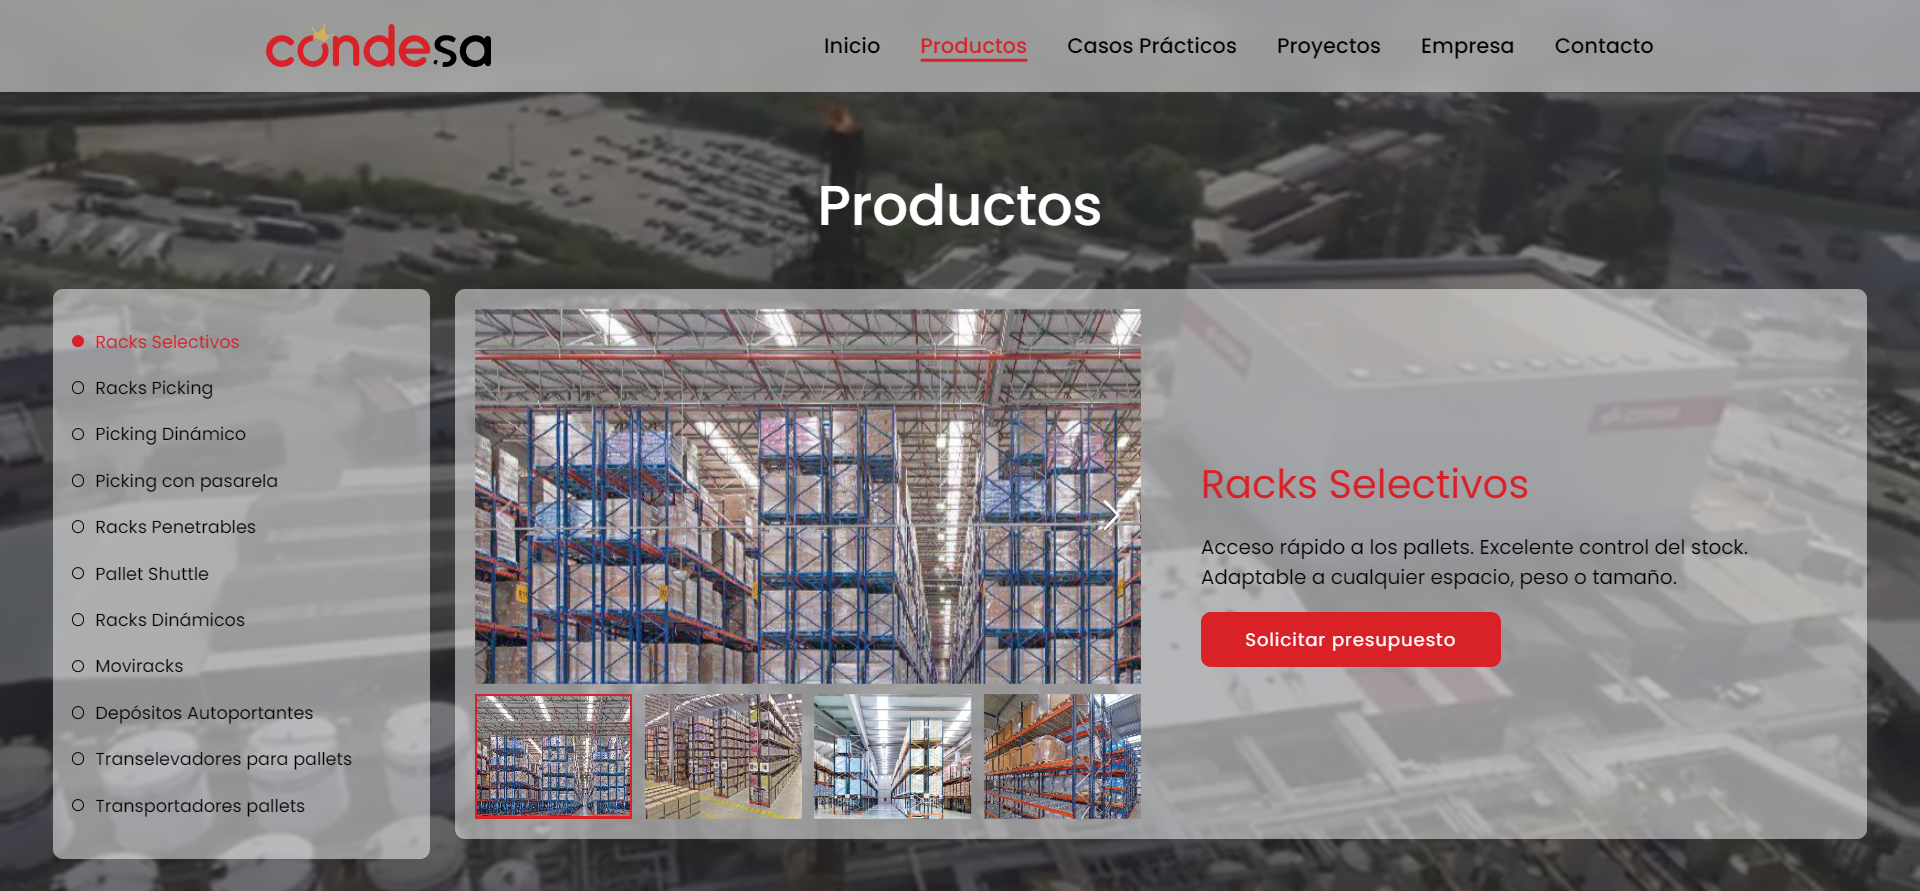 conde.sa
Inicio
Productos
Casos Prácticos
Proyectos
Empresa
Contacto
Productos
Racks Selectivos
Racks Picking
Picking Dinámico
Picking con pasarela
Racks Penetrables
Pallet Shuttle
Racks Dinámicos
Moviracks
Depósitos Autoportantes
Transelevadores para pallets
Transportadores pallets
Racks Selectivos
Acceso rápido a los pallets. Excelente control del stock.
Adaptable a cualquier espacio, peso o tamaño.
Solicitar presupuesto